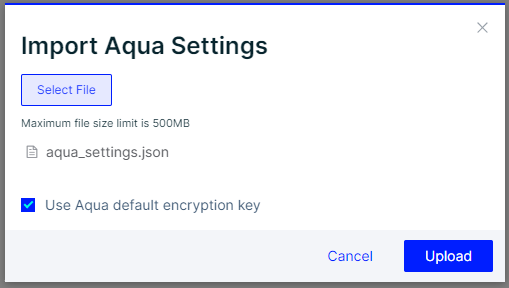 Import Aqua Settings
Select File
Maximum file size limit is 500MB
aqua_settings.json
Use Aqua default encryption key
Cancel
Upload